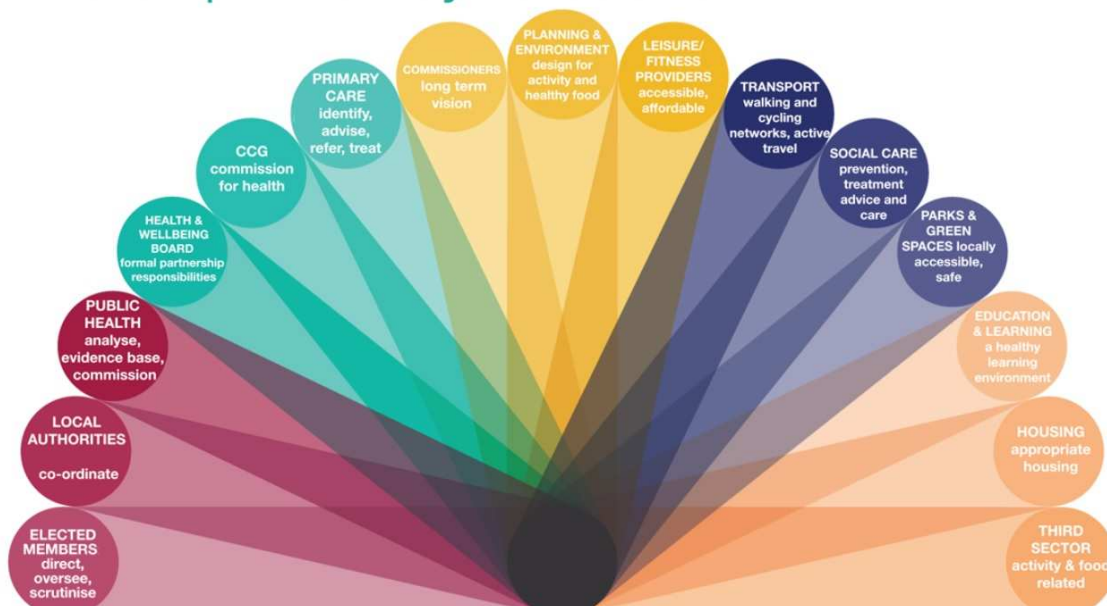 ELECTED
MEMBERS
direct,
oversee,
scrutinise
LOCAL
AUTHORITIES
co-ordinate
PUBLIC
HEALTH
analyse,
evidence base,
commission
HEALTH &
WELLBEING
BOARD
formal partnership
responsibilities
CCG
commission
for health
PRIMARY
CARE
identify,
advise,
refer, treat
COMMISSIONERS
long term
vision
PLANNING &
ENVIRONMENT
design for
activity and
healthy food
LEISURE/
FITNESS
PROVIDERS
accessible,
affordable
TRANSPORT
walking and
cycling
networks, active
travel
SOCIAL CARE
prevention,
treatment
advice and
care
PARKS &
GREEN
SPACES locally
accessible,
safe
EDUCATION
& LEARNING
a healthy
learning
environment
HOUSING
appropriate
housing
THIRD
SECTOR
activity & food
related